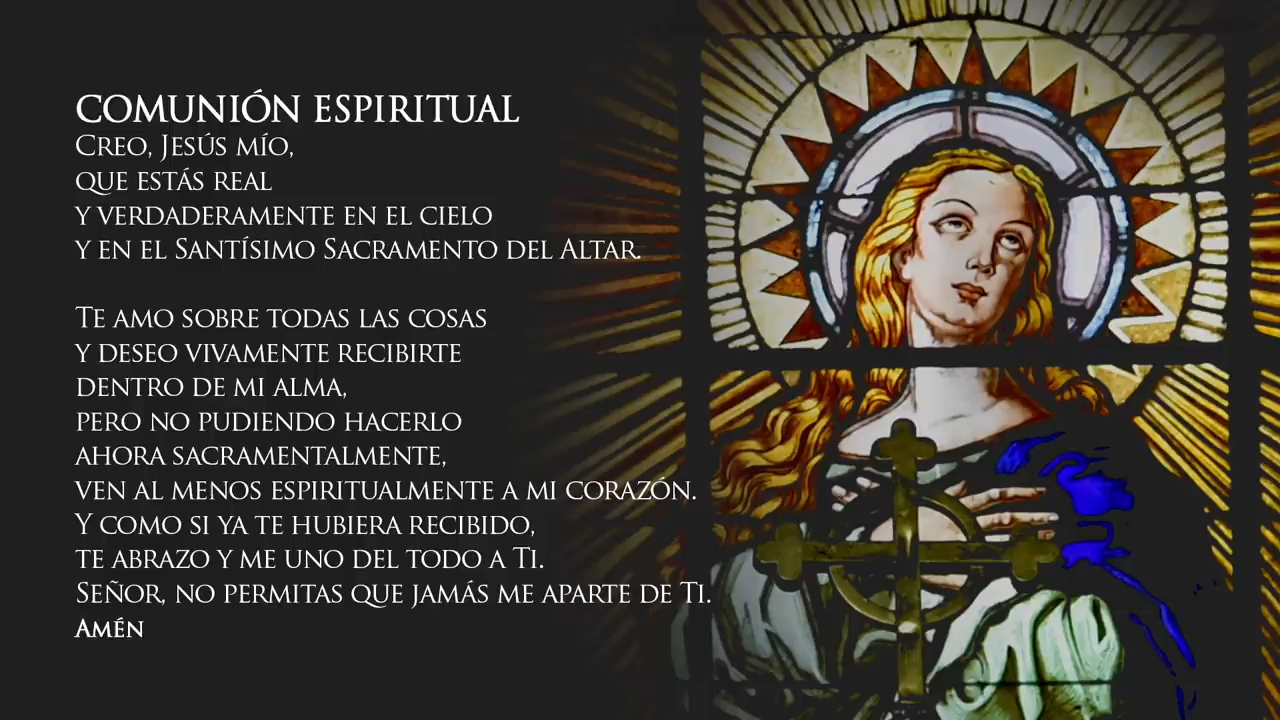 COMUNIÓN ESPIRITUAL
CREO, JESÚS MÍO,
QUE ESTÁS REAL
Y VERDADERAMENTE EN EL CIELO
Y EN EL SANTÍSIMO SACRAMENTO DEL ALTAR.
TE AMO SOBRE TODAS LAS COSAS
Y DESEO VIVAMENTE RECIBIRTE
DENTRO DE MI ALMA,
PERO NO PUDIENDO HACERLO
AHORA SACRAMENTALMENTE,
VEN AL MENOS ESPIRITUALMENTE A MI CORAZÓN.
Y COMO SI YA TE HUBIERA RECIBIDO,
TE ABRAZO Y ME UNO DEL TODO A TI.
SEÑOR, NO PERMITAS QUE JAMÁS ME APARTE DE TI.
AMÉN